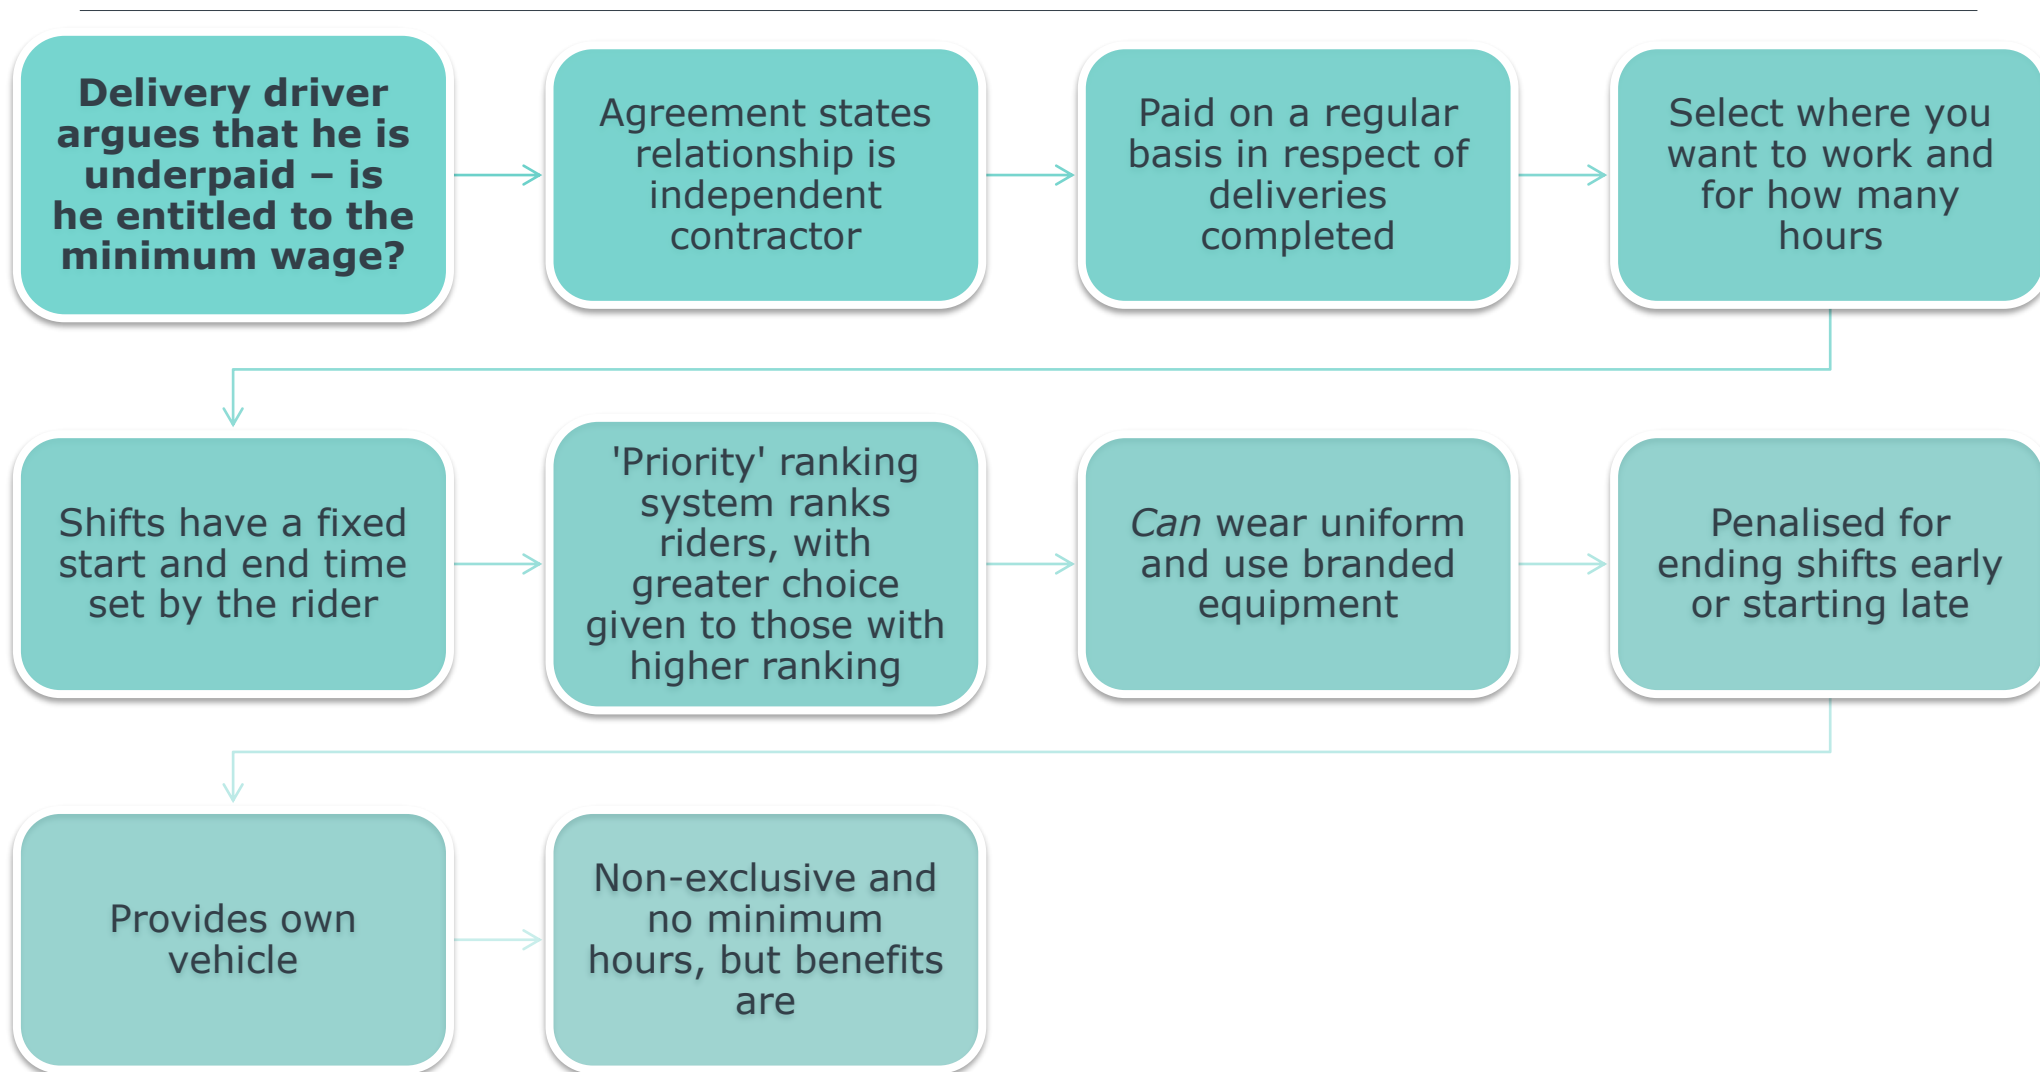 Delivery driver
argues that he is
underpaid – is
he entitled to the
minimum wage?
Agreement states
relationship is
independent
contractor
Paid on a regular
basis in respect of
deliveries
completed
Select where you
want to work and
for how many
hours
Shifts have a fixed
start and end time
set by the rider
'Priority' ranking
system ranks
riders, with
greater choice
given to those with
higher ranking
Can wear uniform
and use branded
equipment
Penalised for
ending shifts early
or starting late
Provides own
vehicle
Non-exclusive and
no minimum
hours, but benefits
are